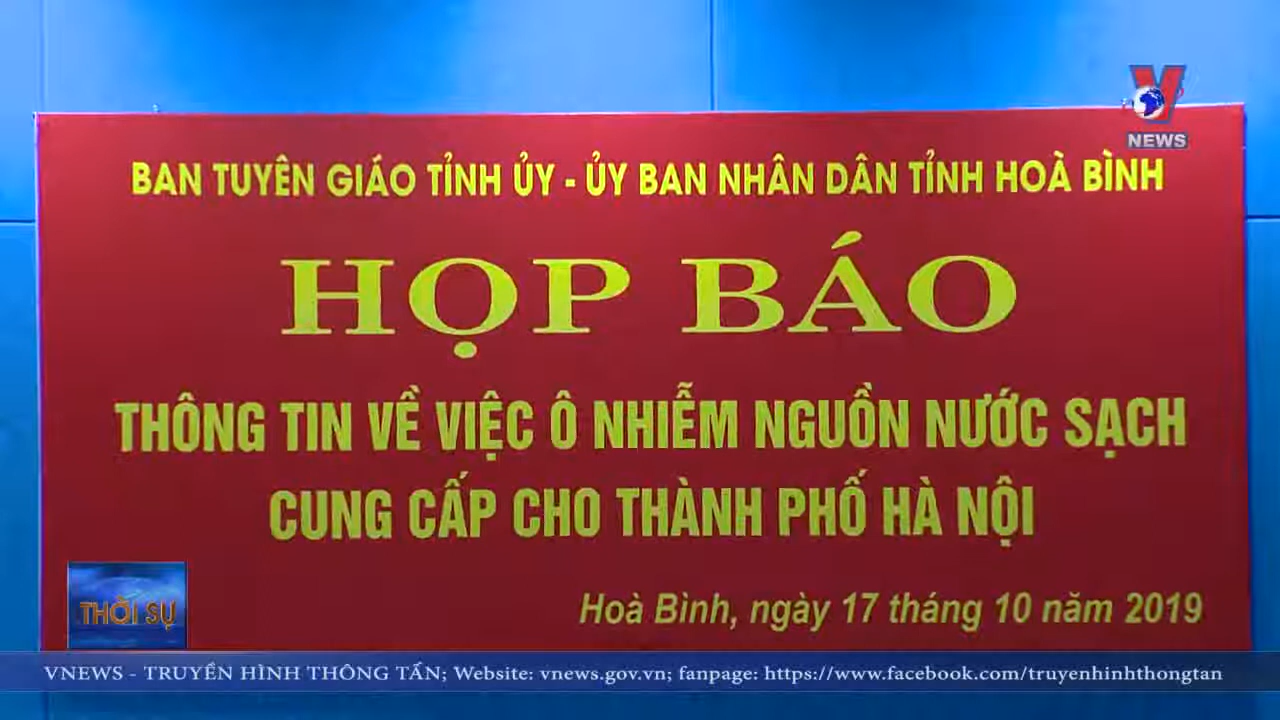 V
NEWS
BAN TUYÊN GIÁO TỈNH ỦY - ỦY BAN NHÂN DÂN TỈNH HOÀ BÌNH
HỌP BÁO
THÔNG TIN VỀ VIỆC Ô NHIỄM NGUỒN NƯỚC SẠCH
CUNG CẤP CHO THÀNH PHỐ HÀ NỘI
Hoà Bình, ngày 17 tháng 10 năm 2019
THỜI SỰ
VNEWS - TRUYỀN HÌNH THÔNG TẤN; Website: vnews.gov.vn; fanpage: https://www.facebook.com/truyenhinhthongtan